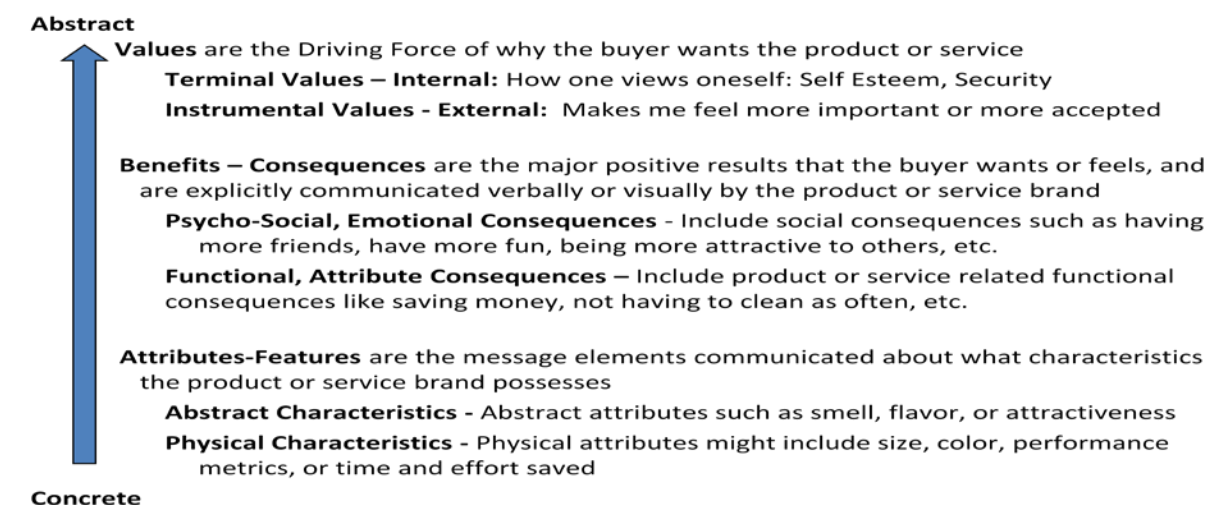 Abstract
Values are the Driving Force of why the buyer wants the product or service
Terminal Values – Internal: How one views oneself: Self Esteem, Security
Instrumental Values - External:  Makes me feel more important or more accepted
Benefits – Consequences are the major positive results that the buyer wants or feels, and
are explicitly communicated verbally or visually by the product or service brand
Psycho-Social, Emotional Consequences - Include social consequences such as having
more friends, have more fun, being more attractive to others, etc.
Functional, Attribute Consequences – Include product or service related functional
consequences like saving money, not having to clean as often, etc.
Attributes-Features are the message elements communicated about what characteristics
the product or service brand possesses
Abstract Characteristics - Abstract attributes such as smell, flavor, or attractiveness
Physical Characteristics - Physical attributes might include size, color, performance
metrics, or time and effort saved
Concrete